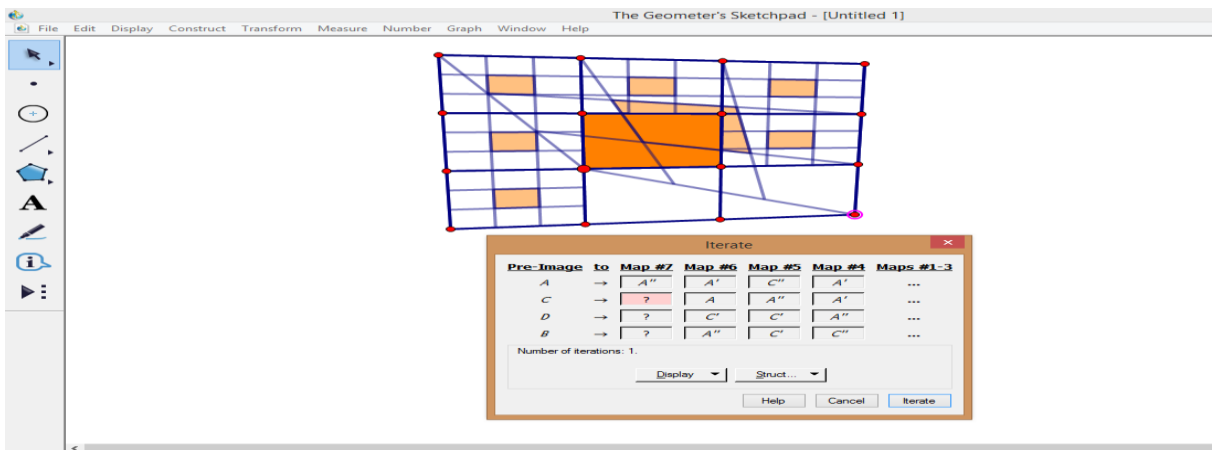 The Geometer's Sketchpad - [Untitled 1]
File Edit Display Construct Transform Measure Number Graph Window Help
A
Iterate
Pre-Image to Map #7 Map #6 Map #5 Map #4 Maps #1-3
A → A'' A' C'' A' ...
C → ? A A'' A' ...
D → ? C' C' A'' ...
B → ? A'' C' C'' ...
Number of iterations: 1.
Display Struct...
Help Cancel Iterate